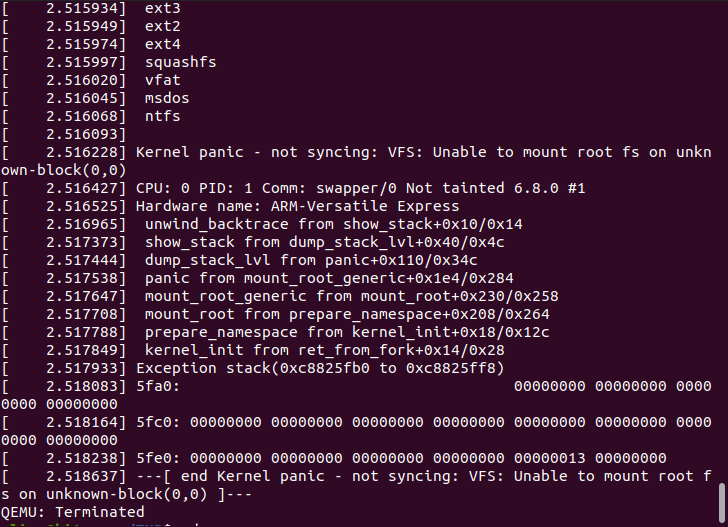 [    2.515934]  ext3
[    2.515949]  ext2
[    2.515974]  ext4
[    2.515997]  squashfs
[    2.516020]  vfat
[    2.516045]  msdos
[    2.516068]  ntfs
[    2.516093]
[    2.516228] Kernel panic - not syncing: VFS: Unable to mount root fs on unkn
own-block(0,0)
[    2.516427] CPU: 0 PID: 1 Comm: swapper/0 Not tainted 6.8.0 #1
[    2.516525] Hardware name: ARM-Versatile Express
[    2.516965]  unwind_backtrace from show_stack+0x10/0x14
[    2.517373]  show_stack from dump_stack_lvl+0x40/0x4c
[    2.517444]  dump_stack_lvl from panic+0x110/0x34c
[    2.517538]  panic from mount_root_generic+0x1e4/0x284
[    2.517647]  mount_root_generic from mount_root+0x230/0x258
[    2.517708]  mount_root from prepare_namespace+0x208/0x264
[    2.517788]  prepare_namespace from kernel_init+0x18/0x12c
[    2.517849]  kernel_init from ret_from_fork+0x14/0x28
[    2.517933] Exception stack(0xc8825fb0 to 0xc8825ff8)
[    2.518083] 5fa0:                                     00000000 00000000 0000
0000 00000000
[    2.518164] 5fc0: 00000000 00000000 00000000 00000000 00000000 00000000 0000
0000 00000000
[    2.518238] 5fe0: 00000000 00000000 00000000 00000000 00000013 00000000
[    2.518637] ---[ end Kernel panic - not syncing: VFS: Unable to mount root f
s on unknown-block(0,0) ]---
QEMU: Terminated